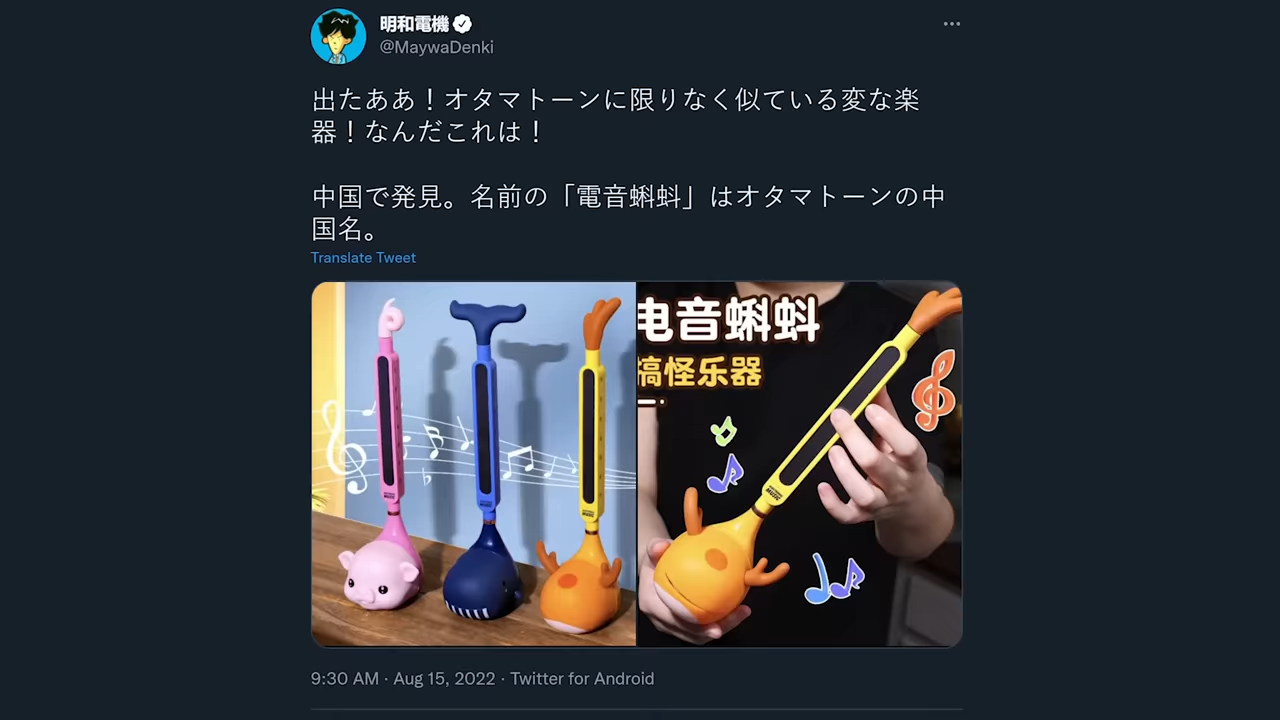 明和電機
@MaywaDenki
出たああ！オタマトーンに限りなく似ている変な楽
器！なんだこれは！
中国で発見。名前の「電音蝌蚪」はオタマトーンの中
国名。
Translate Tweet
电音蝌蚪
搞怪乐器
9:30 AM · Aug 15, 2022 · Twitter for Android